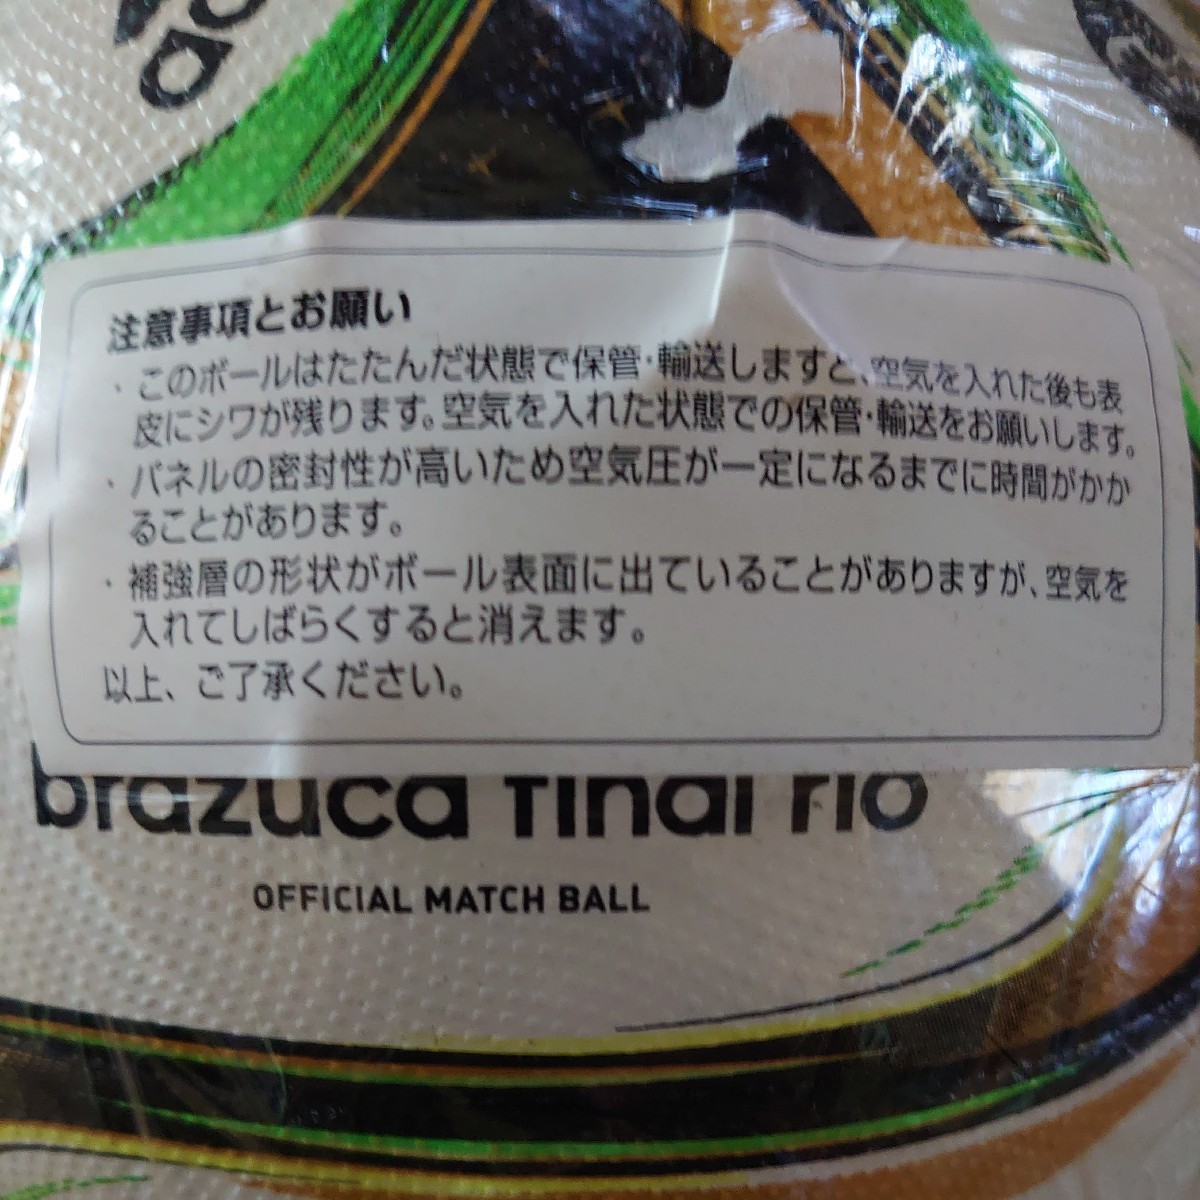 注意事項とお願い
・このボールはたたんだ状態で保管・輸送しますと、空気を入れた後も表
皮にシワが残ります。空気を入れた状態での保管・輸送をお願いします。
・パネルの密封性が高いため空気圧が一定になるまでに時間がかか
ることがあります。
・補強層の形状がボール表面に出ていることがありますが、空気を
入れてしばらくすると消えます。
以上、ご了承ください。
brazuca final rio
OFFICIAL MATCH BALL